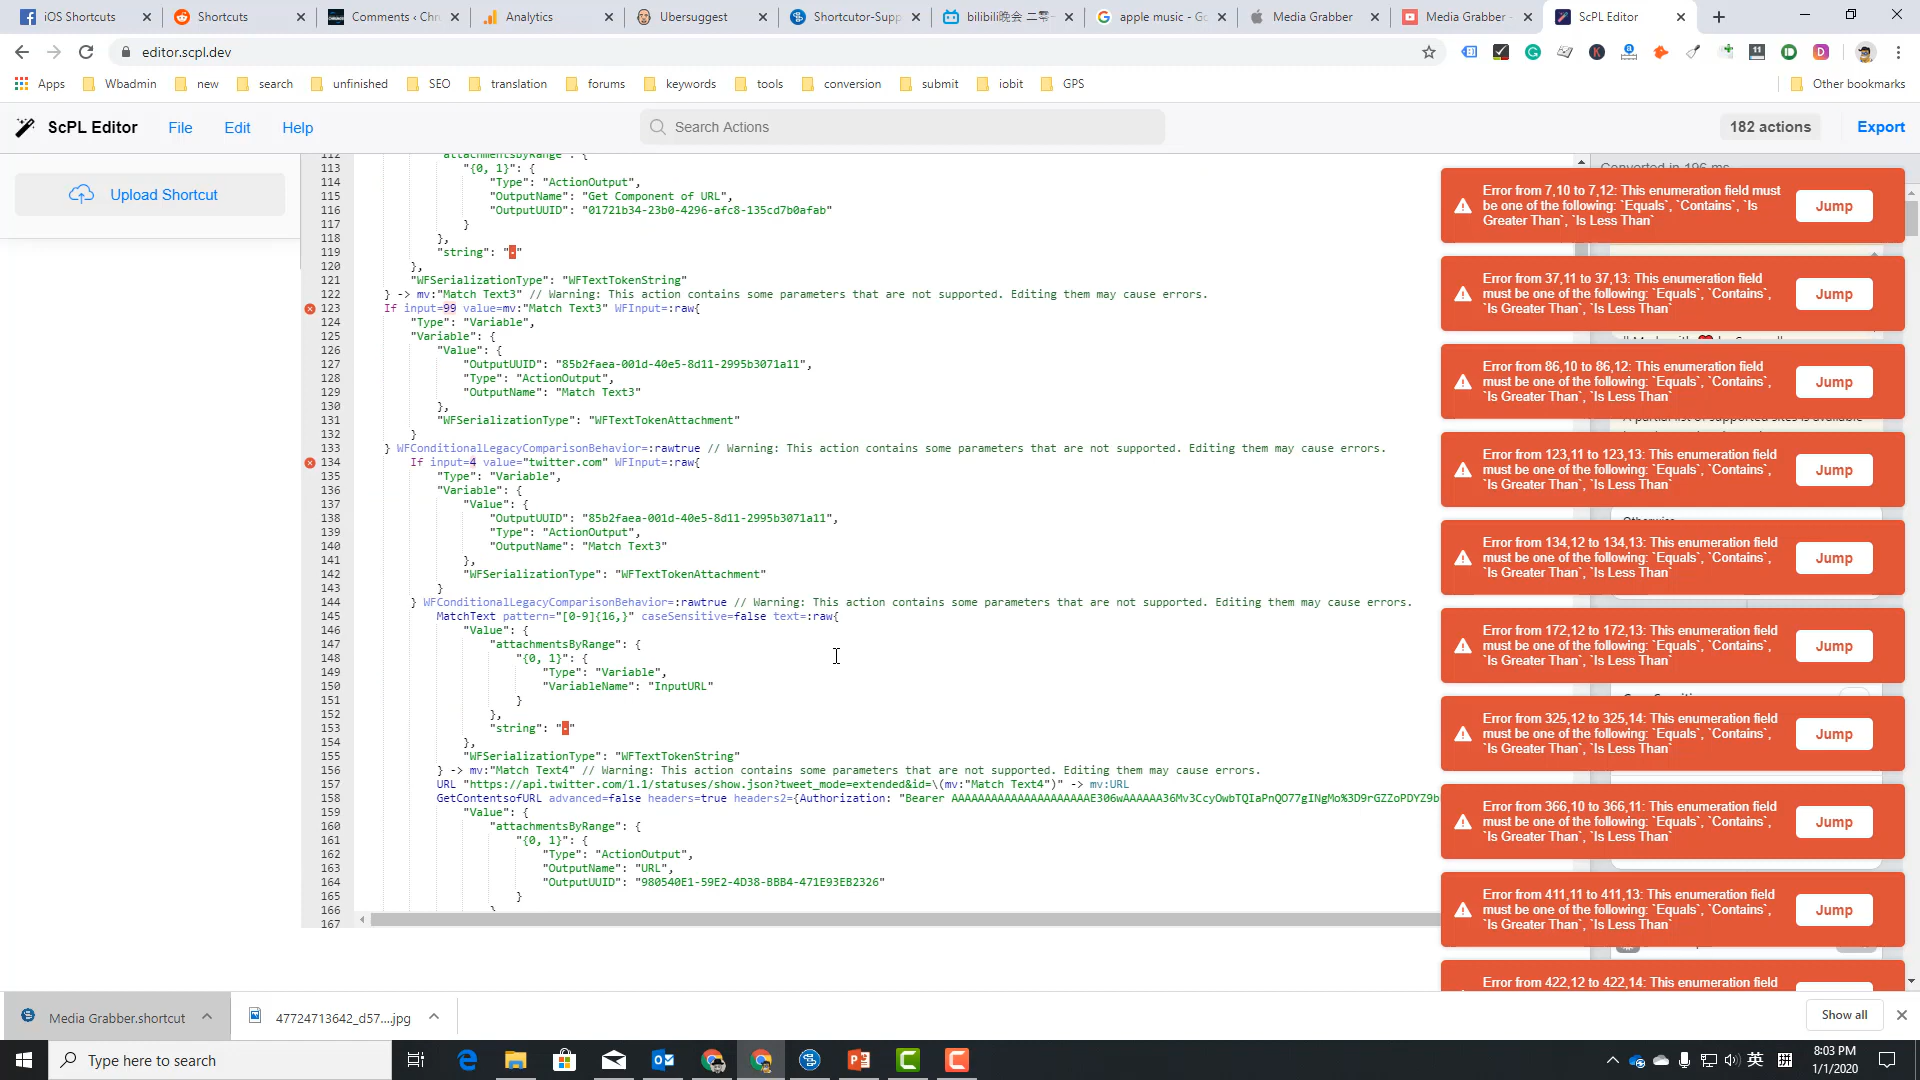 iOS Shortcuts
Shortcuts
Comments ‹ Chr
Analytics
Ubersuggest
Shortcutor-Supp
bilibili晚会 二零
apple music - Go
Media Grabber
Media Grabber -
ScPL Editor
editor.scpl.dev
Apps
Wbadmin
new
search
unfinished
SEO
translation
forums
keywords
tools
conversion
submit
iobit
GPS
Other bookmarks
ScPL Editor
File
Edit
Help
Search Actions
182 actions
Export
Upload Shortcut
112 "attachmentsByRange": {
113 "{0, 1}": {
114 "Type": "ActionOutput",
115 "OutputName": "Get Component of URL",
116 "OutputUUID": "01721b34-23b0-4296-afc8-135cd7b0afab"
117 }
118 },
119 "string": "-"
120 },
121 "WFSerializationType": "WFTextTokenString"
122 } -> mv:"Match Text3" // Warning: This action contains some parameters that are not supported. Editing them may cause errors.
123 If input=99 value=mv:"Match Text3" WFInput=:raw{
124 "Type": "Variable",
125 "Variable": {
126 "Value": {
127 "OutputUUID": "85b2faea-001d-40e5-8d11-2995b3071a11",
128 "Type": "ActionOutput",
129 "OutputName": "Match Text3"
130 },
131 "WFSerializationType": "WFTextTokenAttachment"
132 }
133 } WFConditionalLegacyComparisonBehavior=:rawtrue // Warning: This action contains some parameters that are not supported. Editing them may cause errors.
134 If input=4 value="twitter.com" WFInput=:raw{
135 "Type": "Variable",
136 "Variable": {
137 "Value": {
138 "OutputUUID": "85b2faea-001d-40e5-8d11-2995b3071a11",
139 "Type": "ActionOutput",
140 "OutputName": "Match Text3"
141 },
142 "WFSerializationType": "WFTextTokenAttachment"
143 }
144 } WFConditionalLegacyComparisonBehavior=:rawtrue // Warning: This action contains some parameters that are not supported. Editing them may cause errors.
145 MatchText pattern="[0-9]{16,}" caseSensitive=false text=:raw{
146 "Value": {
147 "attachmentsByRange": {
148 "{0, 1}": {
149 "Type": "Variable",
150 "VariableName": "InputURL"
151 }
152 },
153 "string": "-"
154 },
155 "WFSerializationType": "WFTextTokenString"
156 } -> mv:"Match Text4" // Warning: This action contains some parameters that are not supported. Editing them may cause errors.
157 URL "https://api.twitter.com/1.1/statuses/show.json?tweet_mode=extended&id=\(mv:"Match Text4")" -> mv:URL
158 GetContentsofURL advanced=false headers=true headers2={Authorization: "Bearer
159 "Value": {
160 "attachmentsByRange": {
161 "{0, 1}": {
162 "Type": "ActionOutput",
163 "OutputName": "URL",
164 "OutputUUID": "980540E1-59E2-4D38-BBB4-471E93EB2326"
165 }
166 }
167
Converted in 196 ms
Error from 7,10 to 7,12: This enumeration field must
be one of the following: `Equals`, `Contains`, `Is
Greater Than`, `Is Less Than`
Jump
Error from 37,11 to 37,13: This enumeration field
must be one of the following: `Equals`, `Contains`,
`Is Greater Than`, `Is Less Than`
Jump
Error from 86,10 to 86,12: This enumeration field
must be one of the following: `Equals`, `Contains`,
`Is Greater Than`, `Is Less Than`
Jump
Error from 123,11 to 123,13: This enumeration field
must be one of the following: `Equals`, `Contains`,
`Is Greater Than`, `Is Less Than`
Jump
Error from 134,12 to 134,13: This enumeration field
must be one of the following: `Equals`, `Contains`,
`Is Greater Than`, `Is Less Than`
Jump
Error from 172,12 to 172,13: This enumeration field
must be one of the following: `Equals`, `Contains`,
`Is Greater Than`, `Is Less Than`
Jump
Error from 325,12 to 325,14: This enumeration field
must be one of the following: `Equals`, `Contains`,
`Is Greater Than`, `Is Less Than`
Jump
Error from 366,10 to 366,11: This enumeration field
must be one of the following: `Equals`, `Contains`,
`Is Greater Than`, `Is Less Than`
Jump
Error from 411,11 to 411,13: This enumeration field
must be one of the following: `Equals`, `Contains`,
`Is Greater Than`, `Is Less Than`
Jump
Error from 422,12 to 422,14: This enumeration field
Media Grabber.shortcut
47724713642_d57....jpg
Show all
Type here to search
英
拼
8:03 PM
1/1/2020